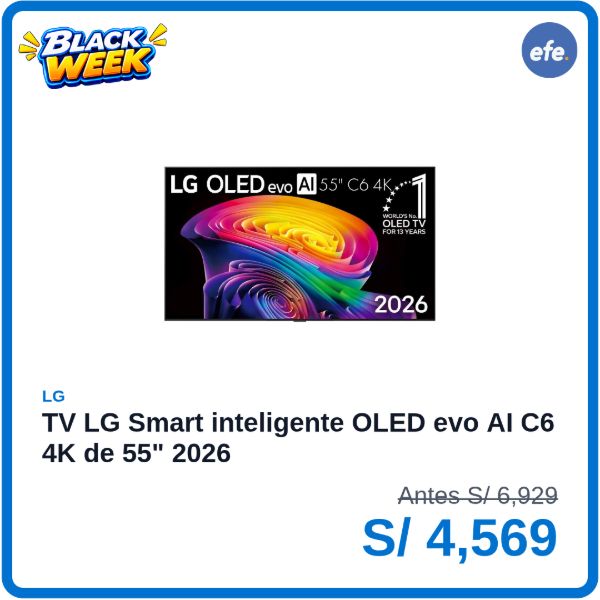 BLACK
WEEK
efe.
LG OLED evo AI 55" C6 4K
1
WORLD'S No.
OLED TV
FOR 13 YEARS
2026
LG
TV LG Smart inteligente OLED evo AI C6
4K de 55" 2026
Antes S/ 6,929
S/ 4,569